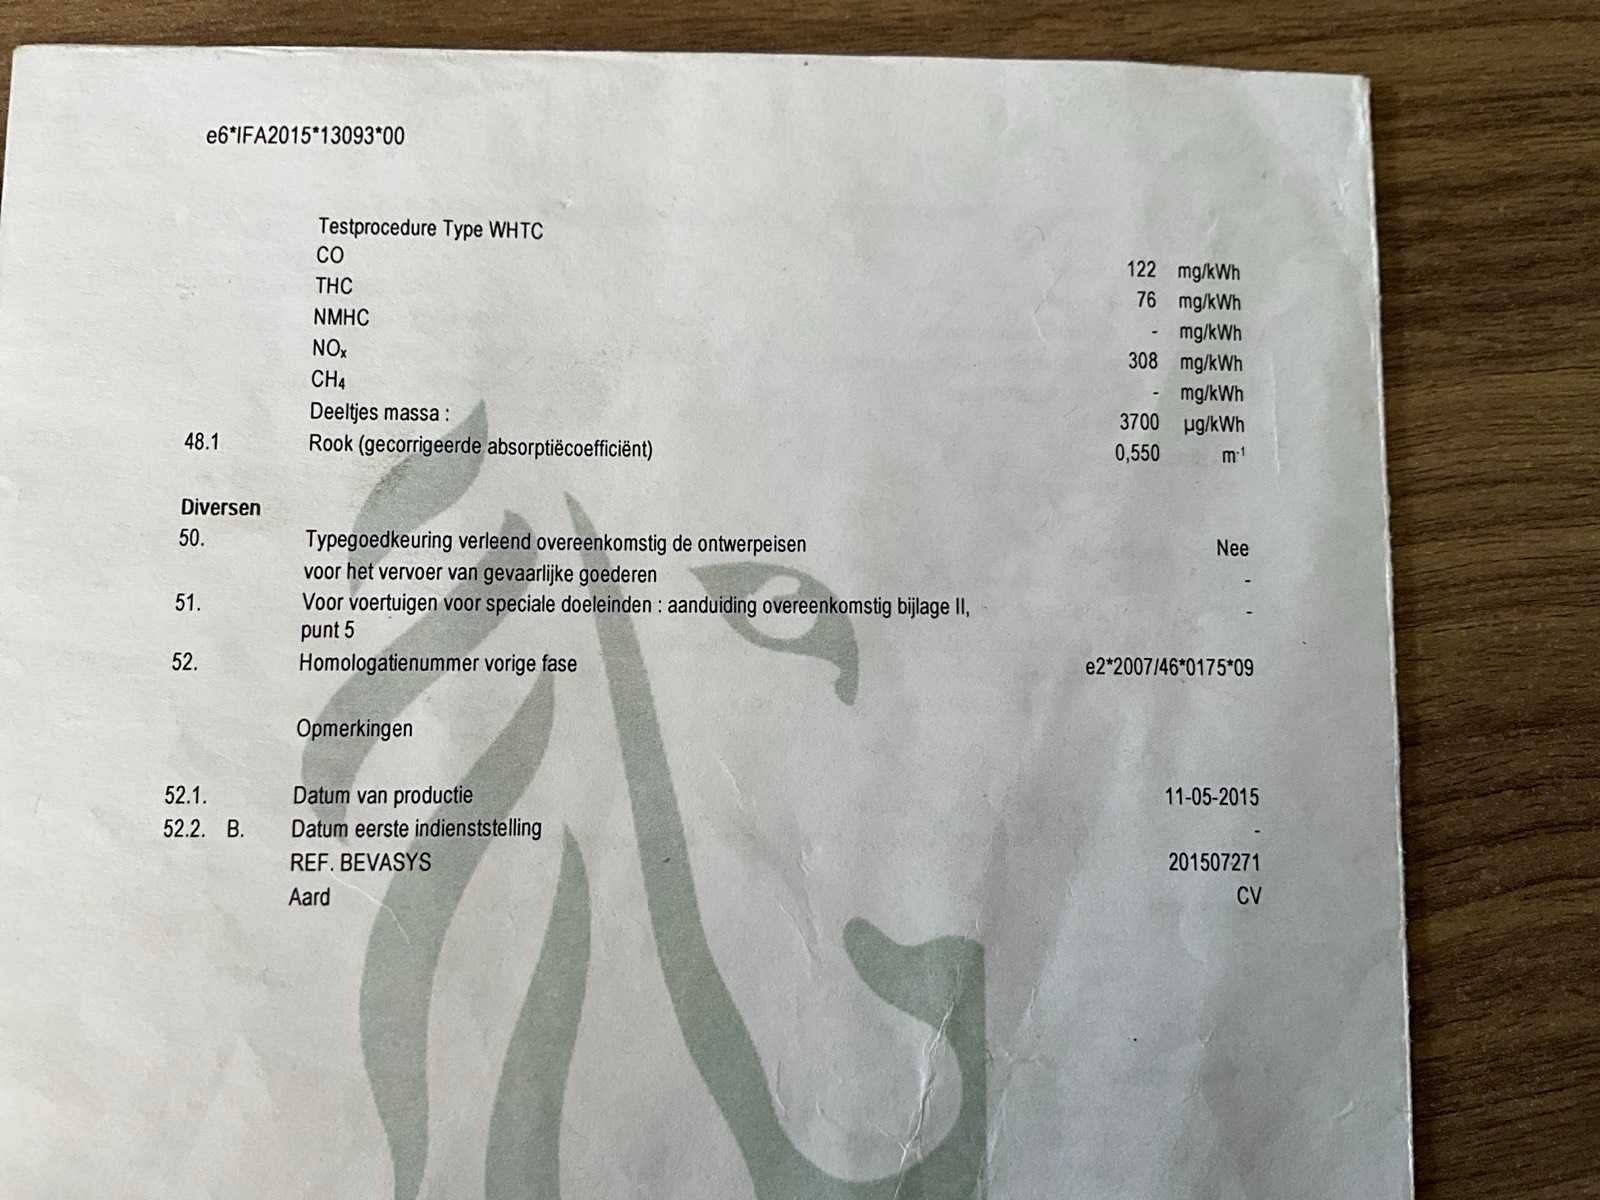 e6*IFA2015*13093*00
Testprocedure Type WHTC
CO 122 mg/kWh
THC 76 mg/kWh
NMHC - mg/kWh
NOx 308 mg/kWh
CH4 - mg/kWh
Deeltjes massa : 3700 µg/kWh
48.1 Rook (gecorrigeerde absorptiëcoefficiënt) 0,550 m-1
Diversen
50. Typegoedkeuring verleend overeenkomstig de ontwerpeisen Nee
voor het vervoer van gevaarlijke goederen -
51. Voor voertuigen voor speciale doeleinden : aanduiding overeenkomstig bijlage II, -
punt 5
52. Homologatienummer vorige fase e2*2007/46*0175*09
Opmerkingen
52.1. Datum van productie 11-05-2015
52.2. B. Datum eerste indienststelling -
REF. BEVASYS 201507271
Aard CV